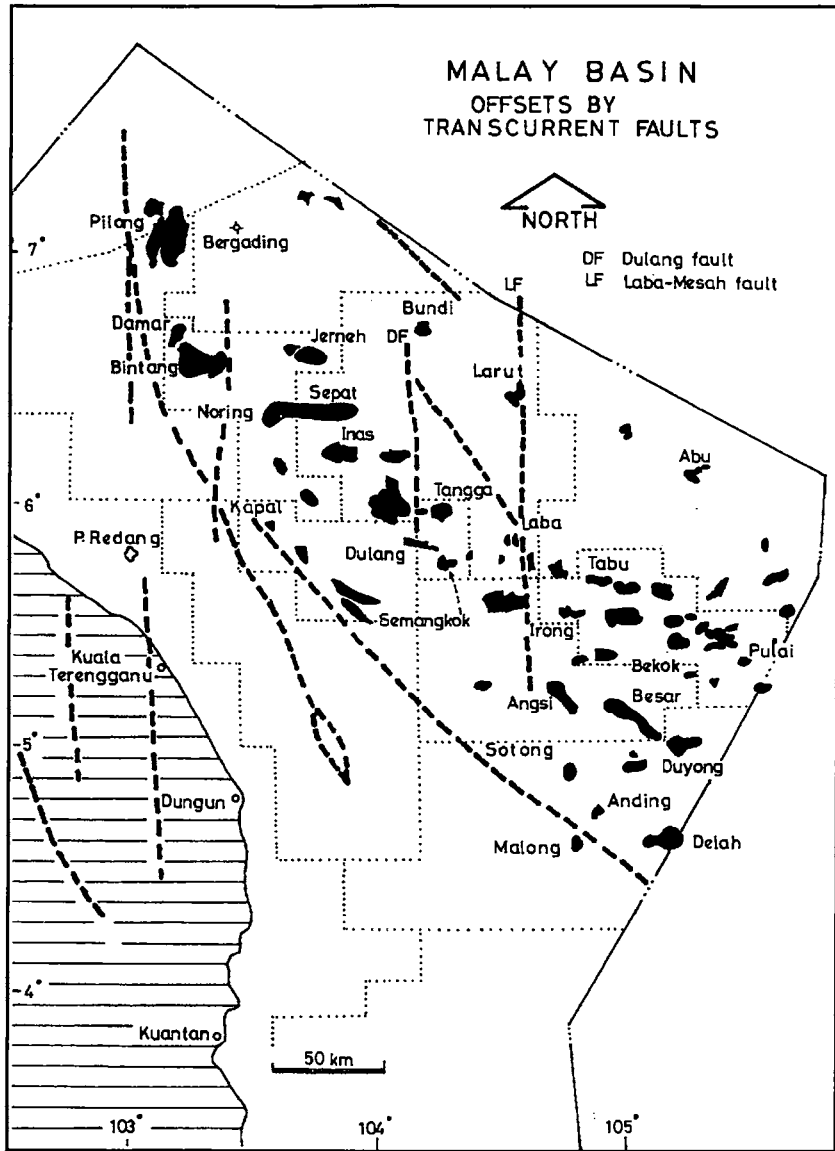 MALAY BASIN
OFFSETS BY
TRANSCURRENT FAULTS
NORTH
DF Dulang fault
LF Laba-Mesah fault
Pilong
Bergading
7°
LF
Bundi
DF
Damar
Jerneh
Bintang
Laru
Sepat
Noring
Inas
Abu
6°
Kapal
Tangga
Laba
P. Redang
Dulang
Tabu
Semangkok
Irong
Kuala
Terengganu
Bekok
Pulai
Angsi
Besar
5°
Sotong
Duyong
Dungun
Anding
Malong
Delah
4°
Kuantan
50 km
103°
104°
105°